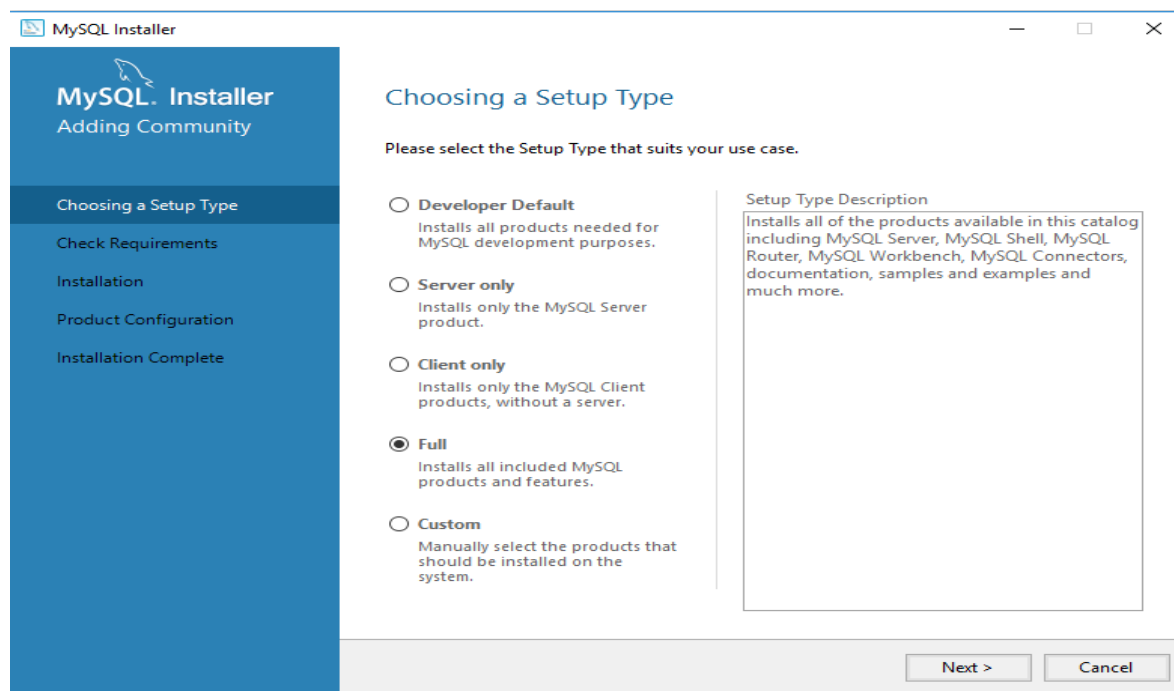 MySQL Installer
MySQL. Installer
Adding Community
Choosing a Setup Type
Check Requirements
Installation
Product Configuration
Installation Complete
Choosing a Setup Type
Please select the Setup Type that suits your use case.
Developer Default
Installs all products needed for
MySQL development purposes.
Server only
Installs only the MySQL Server
product.
Client only
Installs only the MySQL Client
products, without a server.
Full
Installs all included MySQL
products and features.
Custom
Manually select the products that
should be installed on the
system.
Setup Type Description
Installs all of the products available in this catalog
including MySQL Server, MySQL Shell, MySQL
Router, MySQL Workbench, MySQL Connectors,
documentation, samples and examples and
much more.
Next >
Cancel